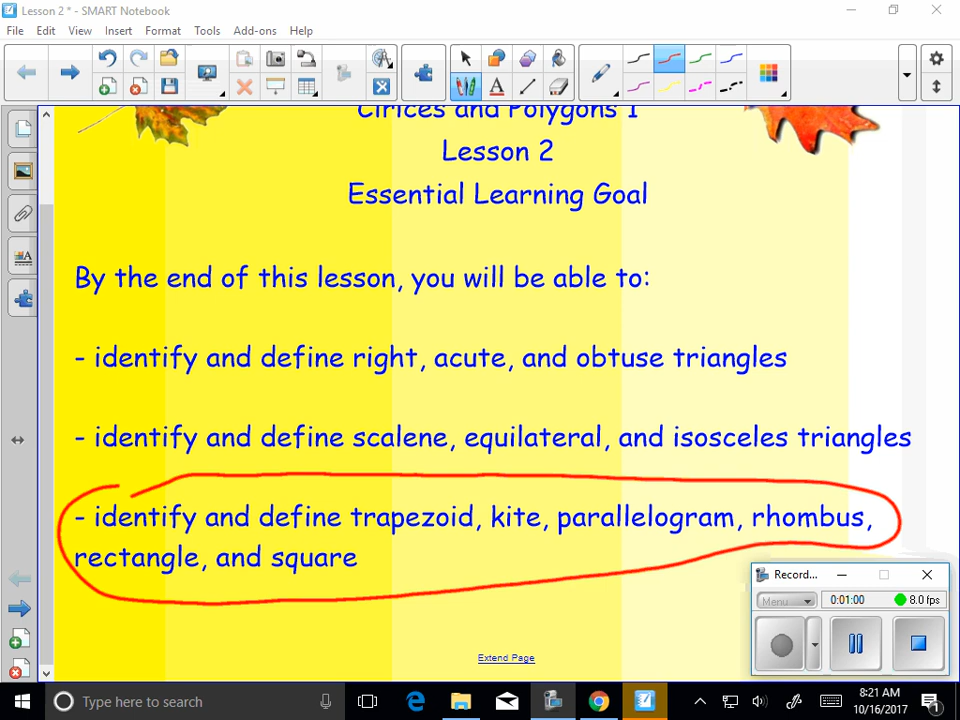 Lesson 2 * - SMART Notebook
File Edit View Insert Format Tools Add-ons Help
Cirlces and Polygons 1
Lesson 2
Essential Learning Goal
By the end of this lesson, you will be able to:
- identify and define right, acute, and obtuse triangles
- identify and define scalene, equilateral, and isosceles triangles
- identify and define trapezoid, kite, parallelogram, rhombus,
rectangle, and square
Record...
Menu 0:01:00 8.0 fps
Extend Page
Type here to search
8:21 AM
10/16/2017
1